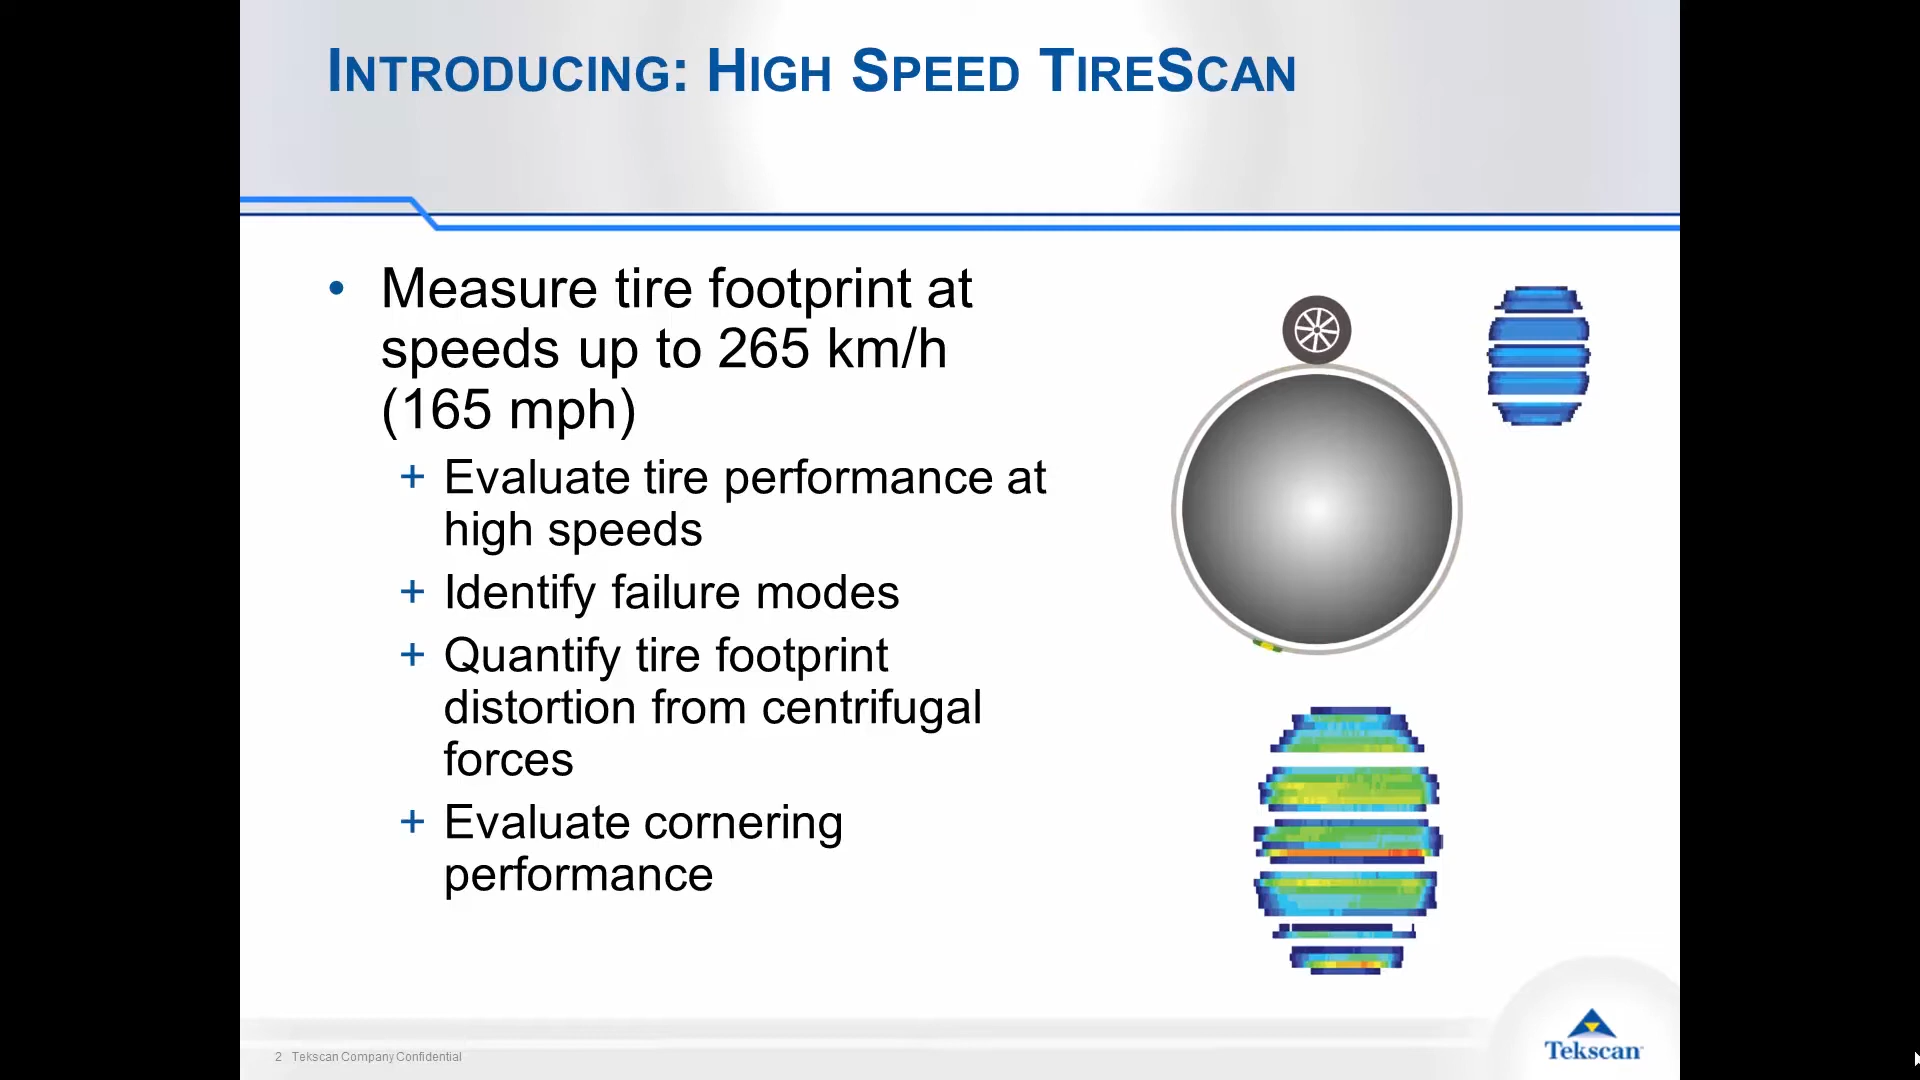 INTRODUCING: HIGH SPEED TIRESCAN
• Measure tire footprint at
speeds up to 265 km/h
(165 mph)
+ Evaluate tire performance at
high speeds
+ Identify failure modes
+ Quantify tire footprint
distortion from centrifugal
forces
+ Evaluate cornering
performance
2 Tekscan Company Confidential
Tekscan